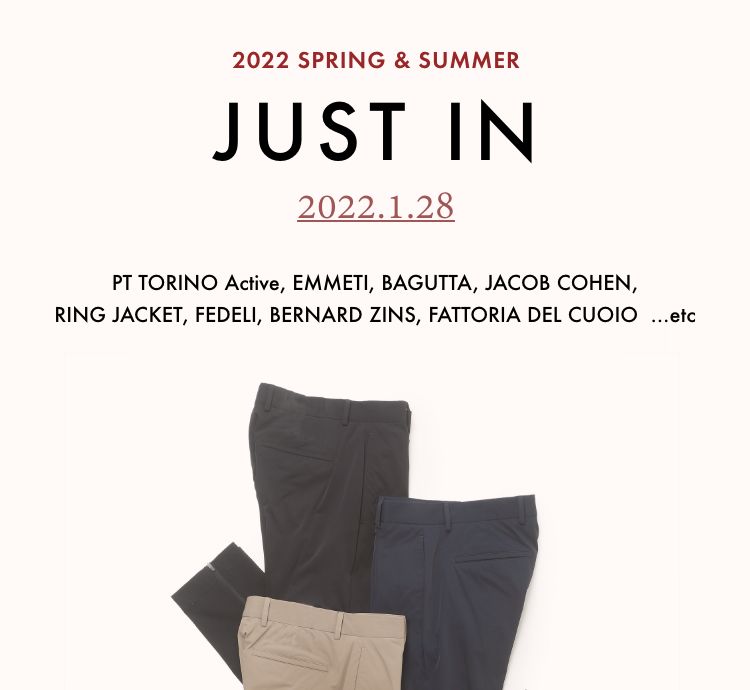 2022 SPRING & SUMMER
JUST IN
2022.1.28
PT TORINO Active, EMMETI, BAGUTTA, JACOB COHEN,
RING JACKET, FEDELI, BERNARD ZINS, FATTORIA DEL CUOIO ...etc